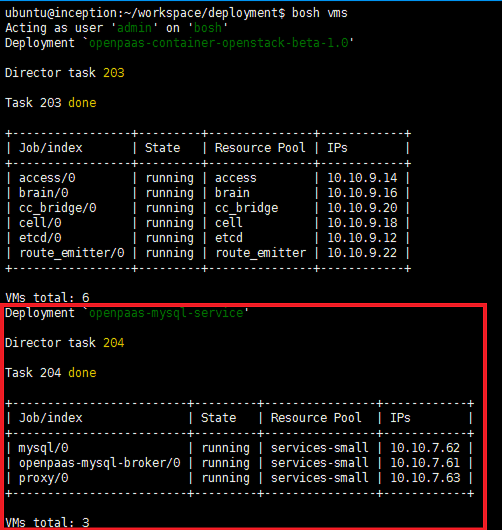 ubuntu@inception:~/workspace/deployment$ bosh vms
Acting as user 'admin' on 'bosh'
Deployment `openpaas-container-openstack-beta-1.0'
Director task 203
Task 203 done
+-----------------+---------+---------------+------------+
| Job/index       | State   | Resource Pool | IPs        |
+-----------------+---------+---------------+------------+
| access/0        | running | access        | 10.10.9.14 |
| brain/0         | running | brain         | 10.10.9.16 |
| cc_bridge/0     | running | cc_bridge     | 10.10.9.20 |
| cell/0          | running | cell          | 10.10.9.18 |
| etcd/0          | running | etcd          | 10.10.9.12 |
| route_emitter/0 | running | route_emitter | 10.10.9.22 |
+-----------------+---------+---------------+------------+
VMs total: 6
Deployment `openpaas-mysql-service'
Director task 204
Task 204 done
+-------------------------+---------+----------------+------------+
| Job/index               | State   | Resource Pool  | IPs        |
+-------------------------+---------+----------------+------------+
| mysql/0                 | running | services-small | 10.10.7.62 |
| openpaas-mysql-broker/0 | running | services-small | 10.10.7.61 |
| proxy/0                 | running | services-small | 10.10.7.63 |
+-------------------------+---------+----------------+------------+
VMs total: 3